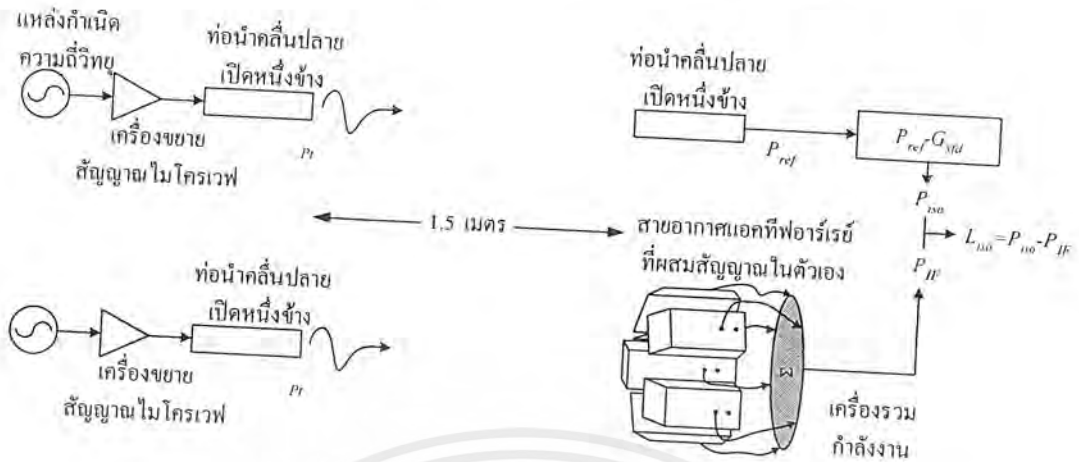 แหล่งกำเนิด
ความถี่วิทยุ
ท่อนำคลื่นปลาย
เปิดหนึ่งข้าง
เครื่องขยาย
สัญญาณไมโครเวฟ
Pt
ท่อนำคลื่นปลาย
เปิดหนึ่งข้าง
Pref
Pref-Gstd
Piso
Liso=Piso-PIF
PIF
1.5 เมตร
สายอากาศแอคทีฟอาร์เรย์
ที่ผสมสัญญาณในตัวเอง
ท่อนำคลื่นปลาย
เปิดหนึ่งข้าง
เครื่องขยาย
สัญญาณไมโครเวฟ
Pt
เครื่องรวม
กำลังงาน